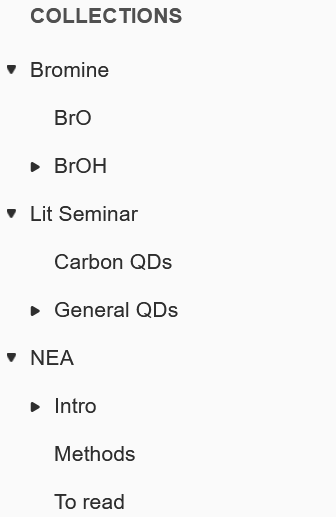 COLLECTIONS
Bromine
BrO
BrOH
Lit Seminar
Carbon QDs
General QDs
NEA
Intro
Methods
To read